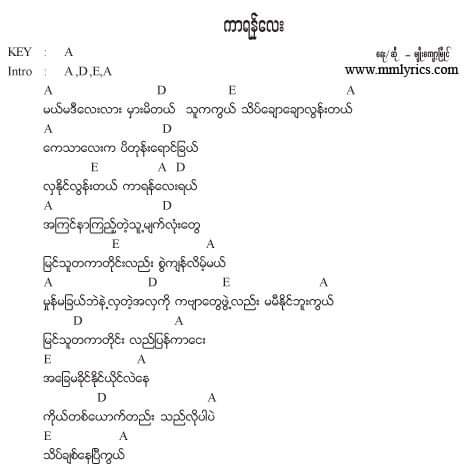 ကာရန်လေး
KEY : A ရေး/ဆို - မျိုးကျော့မြိုင်
Intro : A ,D ,E,A www.mmlyrics.com
A D E A
မယ်မဒီလေးလား မှားမိတယ် သူကကွယ် သိပ်ချောချောလွန်းတယ်
A D
ကေသာလေးက ပိတုန်းရောင်ခြယ်
E A D
လှနိုင်လွန်းတယ် ကာရန်လေးရယ်
A D
အကြင်နာကြည့်တဲ့သူ့မျက်လုံးတွေ
E A
မြင်သူတကာတိုင်းလည်း စွဲကျန်လိမ့်မယ်
A D E A
မှုန်မခြယ်ဘဲနဲ့လှတဲ့အလှကို ကဗျာတွေဖွဲ့လည်း မမီနိုင်ဘူးကွယ်
D A
မြင်သူတကာတိုင်း လည်ပြန်ကာငေး
E A
အခြေမခိုင်နိုင်ယိုင်လဲနေ
D A
ကိုယ်တစ်ယောက်တည်း သည်လိုပါပဲ
E A
သိပ်ချစ်နေပြီကွယ်